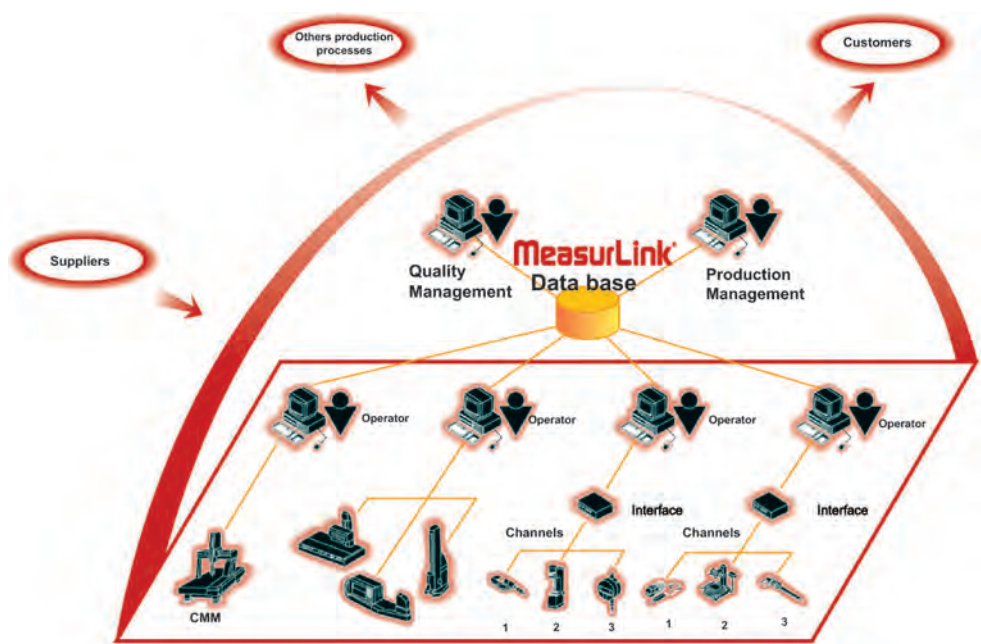 Others production
processes
Customers
Suppliers
MeasurLink®
Data base
Quality
Management
Production
Management
Operator
Operator
Operator
Operator
Interface
Interface
Channels
Channels
CMM
1
2
3
1
2
3